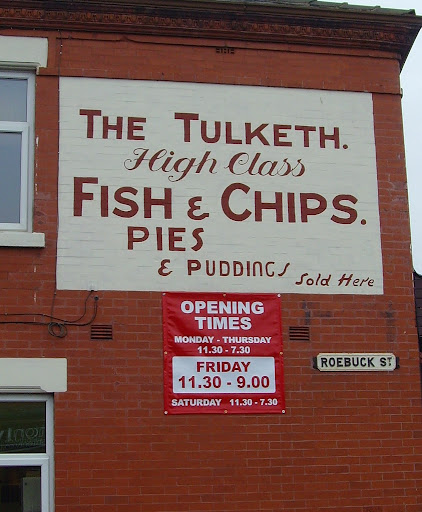 THE TULKETH.
High Class
FISH & CHIPS.
PIES
& PUDDINGS
Sold Here
OPENING
TIMES
MONDAY - THURSDAY
11.30 - 7.30
FRIDAY
11.30 - 9.00
SATURDAY 11.30 - 7.30
ROEBUCK ST.